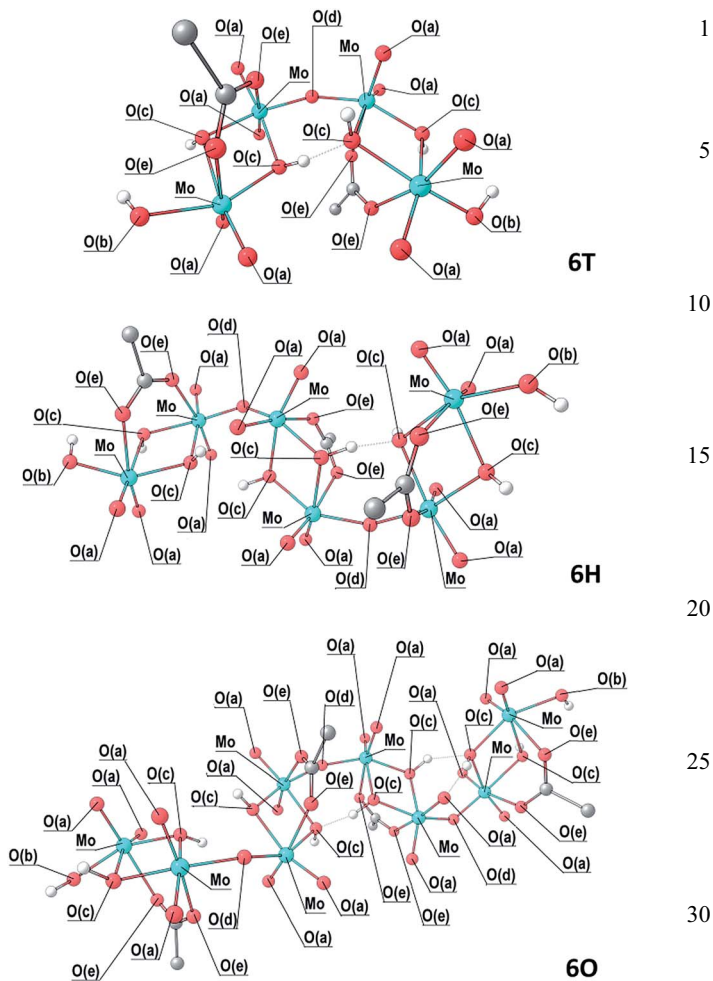 1
O(a) O(e) O(d) O(a)
Mo Mo
O(a)
O(c) O(a) O(c)
O(c) O(a)
5
O(e) O(c)
Mo Mo
O(e)
O(b) O(e) O(b)
O(a)
O(a) O(a)
6T
10
O(d)
O(e) O(a) O(a) O(a) O(a)
O(e) O(c) O(a) O(b)
Mo Mo Mo
O(c) O(e) O(e)
Mo O(c) O(c)
15
O(b) O(c) O(e)
O(a) O(c) Mo O(a)
O(a) O(a) O(a) O(a) O(e) O(a)
O(d) Mo
6H
20
O(a) O(a) O(a) O(a)
O(a) O(e) O(d) O(a) O(b)
O(c) O(c)
Mo Mo Mo
O(a) O(e)
25
O(a) O(a) O(e) Mo O(c)
O(a) O(c) O(c) O(c)
Mo O(a) O(e)
O(b) O(c) Mo O(a)
Mo O(e) O(a) O(d)
O(c) O(d) Mo O(a) O(e)
30
O(a) O(a)
O(e) O(e)
6O